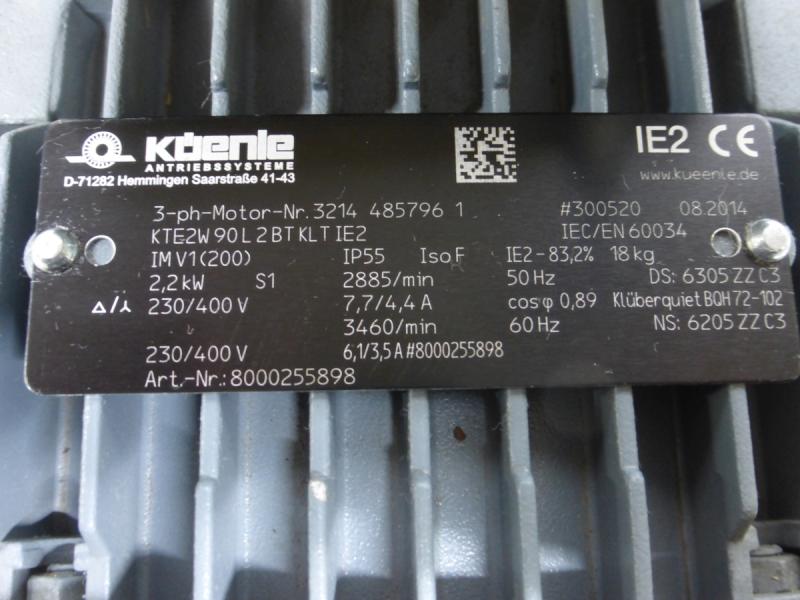 Küenle
ANTRIEBSSYSTEME
D-71282 Hemmingen Saarstraße 41-43
IE2 CE
www.kueenle.de
3-ph-Motor-Nr. 3214 485796 1 #300520 08.2014
KTE2W 90 L 2 BT KL T IE2 IEC/EN 60034
IM V1 (200) IP55 Iso F IE2-83,2% 18 kg
2,2 kW S1 2885/min 50 Hz DS: 6305 ZZ C3
△/⅄ 230/400 V 7,7/4,4 A cos φ 0,89 Klüberquiet BQH 72-102
3460/min 60 Hz NS: 6205 ZZ C3
230/400 V 6,1/3,5 A #8000255898
Art.-Nr.: 8000255898